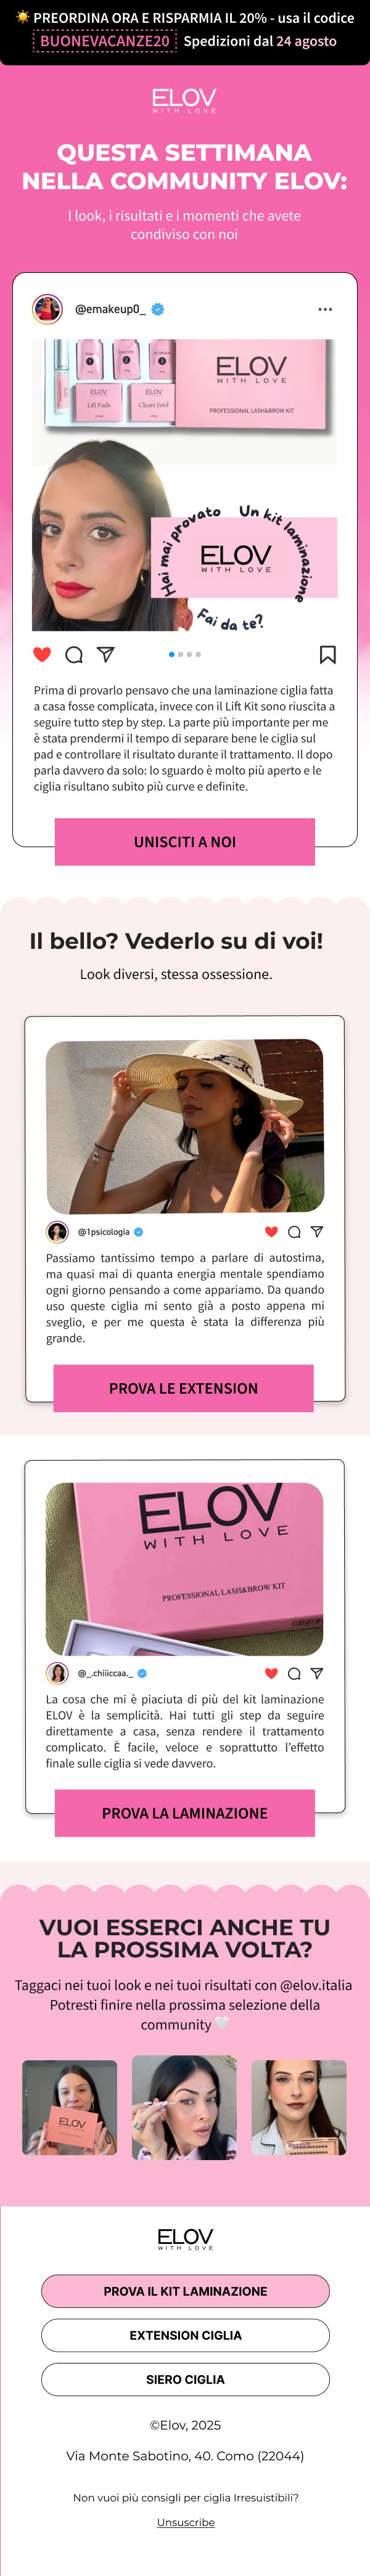 ☀️ PREORDINA ORA E RISPARMIA IL 20% - usa il codice
BUONEVACANZE20 Spedizioni dal 24 agosto
ELOV
WITH LOVE
QUESTA SETTIMANA
NELLA COMMUNITY ELOV:
I look, i risultati e i momenti che avete
condiviso con noi
@emakeup0_
ELOV
WITH LOVE
PROFESSIONAL LASH&BROW KIT
1
2
3
ELOV
Lift Pads
ELOV
Clean Tool
Hai mai provato Un kit laminazione
ELOV
WITH LOVE
Fai da te?
Prima di provarlo pensavo che una laminazione ciglia fatta
a casa fosse complicata, invece con il Lift Kit sono riuscita a
seguire tutto step by step. La parte più importante per me
è stata prendermi il tempo di separare bene le ciglia sul
pad e controllare il risultato durante il trattamento. Il dopo
parla davvero da solo: lo sguardo è molto più aperto e le
ciglia risultano subito più curve e definite.
UNISCITI A NOI
Il bello? Vederlo su di voi!
Look diversi, stessa ossessione.
@1psicologia
Passiamo tantissimo tempo a parlare di autostima,
ma quasi mai di quanta energia mentale spendiamo
ogni giorno pensando a come appariamo. Da quando
uso queste ciglia mi sento già a posto appena mi
sveglio, e per me questa è stata la differenza più
grande.
PROVA LE EXTENSION
ELOV
WITH LOVE
PROFESSIONAL LASH&BROW KIT
@_.chiiiccaa._
La cosa che mi è piaciuta di più del kit laminazione
ELOV è la semplicità. Hai tutti gli step da seguire
direttamente a casa, senza rendere il trattamento
complicato. È facile, veloce e soprattutto l'effetto
finale sulle ciglia si vede davvero.
PROVA LA LAMINAZIONE
VUOI ESSERCI ANCHE TU
LA PROSSIMA VOLTA?
Taggaci nei tuoi look e nei tuoi risultati con @elov.italia
Potresti finire nella prossima selezione della
community 🤍
ELOV
ELOV
WITH LOVE
PROVA IL KIT LAMINAZIONE
EXTENSION CIGLIA
SIERO CIGLIA
©Elov, 2025
Via Monte Sabotino, 40. Como (22044)
Non vuoi più consigli per ciglia Irresuistibili?
Unsuscribe